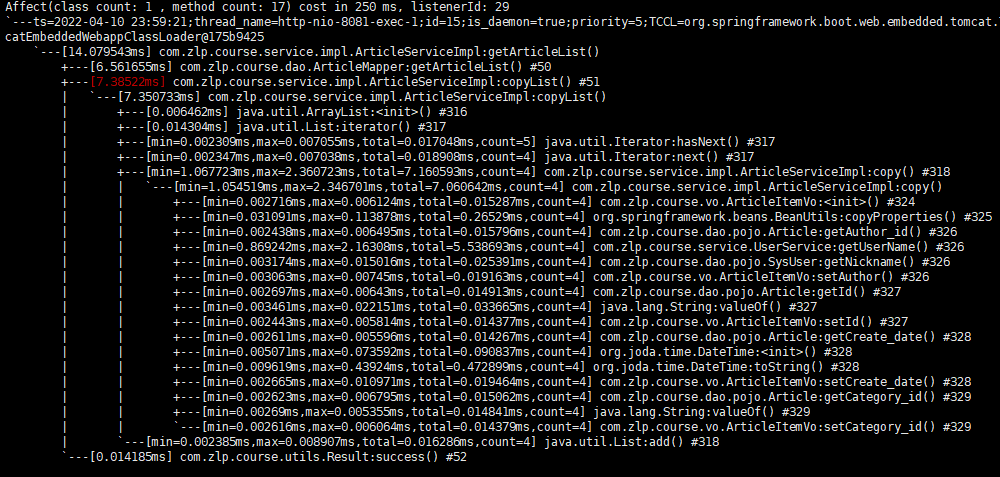 Affect(class count: 1 , method count: 17) cost in 250 ms, listenerId: 29
`---ts=2022-04-10 23:59:21;thread_name=http-nio-8081-exec-1;id=15;is_daemon=true;priority=5;TCCL=org.springframework.boot.web.embedded.tomcat.T
catEmbeddedWebappClassLoader@175b9425
`---[14.079543ms] com.zlp.course.service.impl.ArticleServiceImpl:getArticleList()
+---[6.561655ms] com.zlp.course.dao.ArticleMapper:getArticleList() #50
+---[7.38522ms] com.zlp.course.service.impl.ArticleServiceImpl:copyList() #51
| `---[7.350733ms] com.zlp.course.service.impl.ArticleServiceImpl:copyList()
| +---[0.006462ms] java.util.ArrayList:<init>() #316
| +---[0.014304ms] java.util.List:iterator() #317
| +---[min=0.002309ms,max=0.007055ms,total=0.017048ms,count=5] java.util.Iterator:hasNext() #317
| +---[min=0.002347ms,max=0.007038ms,total=0.018908ms,count=4] java.util.Iterator:next() #317
| +---[min=1.067723ms,max=2.360723ms,total=7.160593ms,count=4] com.zlp.course.service.impl.ArticleServiceImpl:copy() #318
| | `---[min=1.054519ms,max=2.346701ms,total=7.060642ms,count=4] com.zlp.course.service.impl.ArticleServiceImpl:copy()
| | +---[min=0.002716ms,max=0.006124ms,total=0.015287ms,count=4] com.zlp.course.vo.ArticleItemVo:<init>() #324
| | +---[min=0.031091ms,max=0.113878ms,total=0.26529ms,count=4] org.springframework.beans.BeanUtils:copyProperties() #325
| | +---[min=0.002438ms,max=0.006495ms,total=0.015796ms,count=4] com.zlp.course.dao.pojo.Article:getAuthor_id() #326
| | +---[min=0.869242ms,max=2.16308ms,total=5.538693ms,count=4] com.zlp.course.service.UserService:getUserName() #326
| | +---[min=0.003174ms,max=0.015016ms,total=0.025391ms,count=4] com.zlp.course.dao.pojo.SysUser:getNickname() #326
| | +---[min=0.003063ms,max=0.00745ms,total=0.019163ms,count=4] com.zlp.course.vo.ArticleItemVo:setAuthor() #326
| | +---[min=0.002697ms,max=0.00643ms,total=0.014913ms,count=4] com.zlp.course.dao.pojo.Article:getId() #327
| | +---[min=0.003461ms,max=0.022151ms,total=0.033665ms,count=4] java.lang.String:valueOf() #327
| | +---[min=0.002443ms,max=0.005814ms,total=0.014377ms,count=4] com.zlp.course.vo.ArticleItemVo:setId() #327
| | +---[min=0.002611ms,max=0.005596ms,total=0.014267ms,count=4] com.zlp.course.dao.pojo.Article:getCreate_date() #328
| | +---[min=0.005071ms,max=0.073592ms,total=0.090837ms,count=4] org.joda.time.DateTime:<init>() #328
| | +---[min=0.009619ms,max=0.43924ms,total=0.472899ms,count=4] org.joda.time.DateTime:toString() #328
| | +---[min=0.002665ms,max=0.010971ms,total=0.019464ms,count=4] com.zlp.course.vo.ArticleItemVo:setCreate_date() #328
| | +---[min=0.002623ms,max=0.006795ms,total=0.015062ms,count=4] com.zlp.course.dao.pojo.Article:getCategory_id() #329
| | +---[min=0.00269ms,max=0.005355ms,total=0.014841ms,count=4] java.lang.String:valueOf() #329
| | `---[min=0.002616ms,max=0.006064ms,total=0.014379ms,count=4] com.zlp.course.vo.ArticleItemVo:setCategory_id() #329
| `---[min=0.002385ms,max=0.008907ms,total=0.016286ms,count=4] java.util.List:add() #318
`---[0.014185ms] com.zlp.course.utils.Result:success() #52